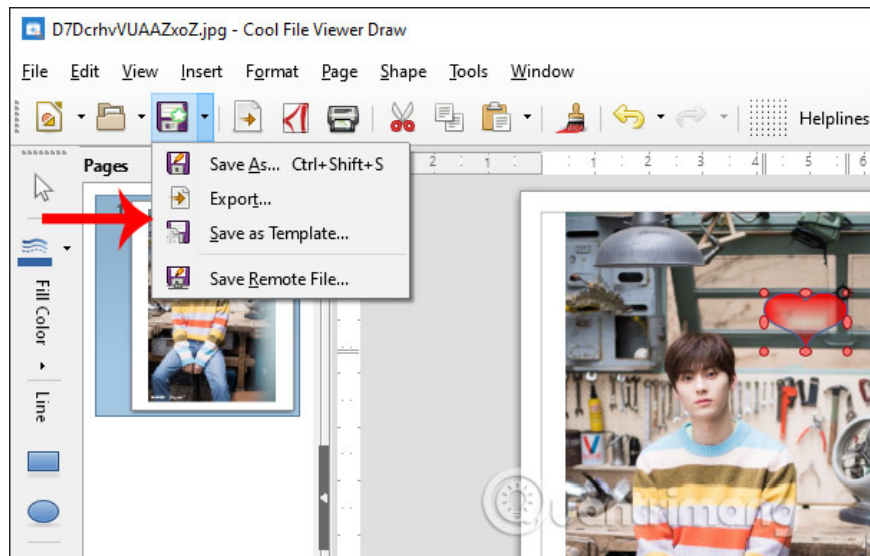 D7DcrhvVUAAZxoZ.jpg - Cool File Viewer Draw
File Edit View Insert Format Page Shape Tools Window
Helplines
Pages
Save As... Ctrl+Shift+S
Export...
Save as Template...
Save Remote File...
2 1 1 2 3 4 5 6
Fill Color
Line
Quantrimang